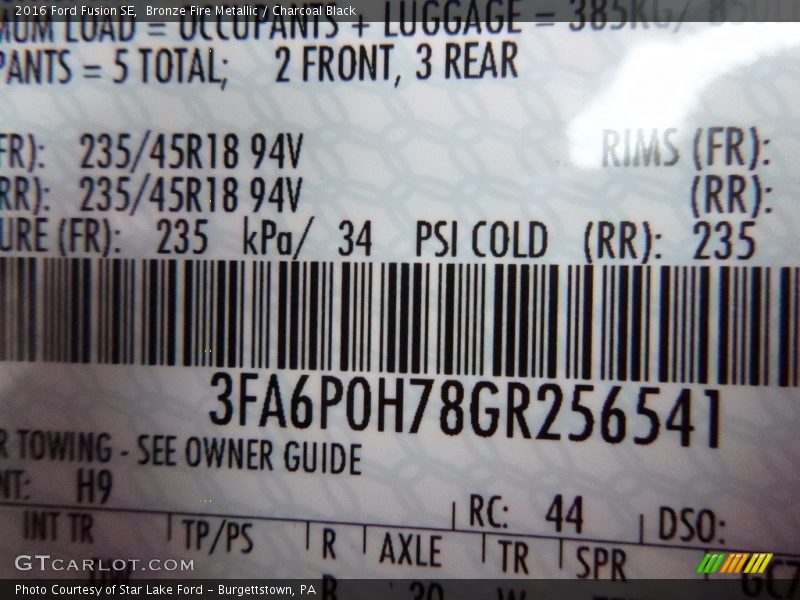 2016 Ford Fusion SE, Bronze Fire Metallic / Charcoal Black
MUM LOAD = OCCUPANTS + LUGGAGE = 385KG/
PANTS = 5 TOTAL; 2 FRONT, 3 REAR
FR): 235/45R18 94V RIMS (FR):
RR): 235/45R18 94V (RR):
URE (FR): 235 kPa/ 34 PSI COLD (RR): 235
3FA6P0H78GR256541
R TOWING - SEE OWNER GUIDE
NT: H9
RC: 44 DSO:
INT TR TP/PS R AXLE TR SPR
GTCARLOT.COM
Photo Courtesy of Star Lake Ford - Burgettstown, PA